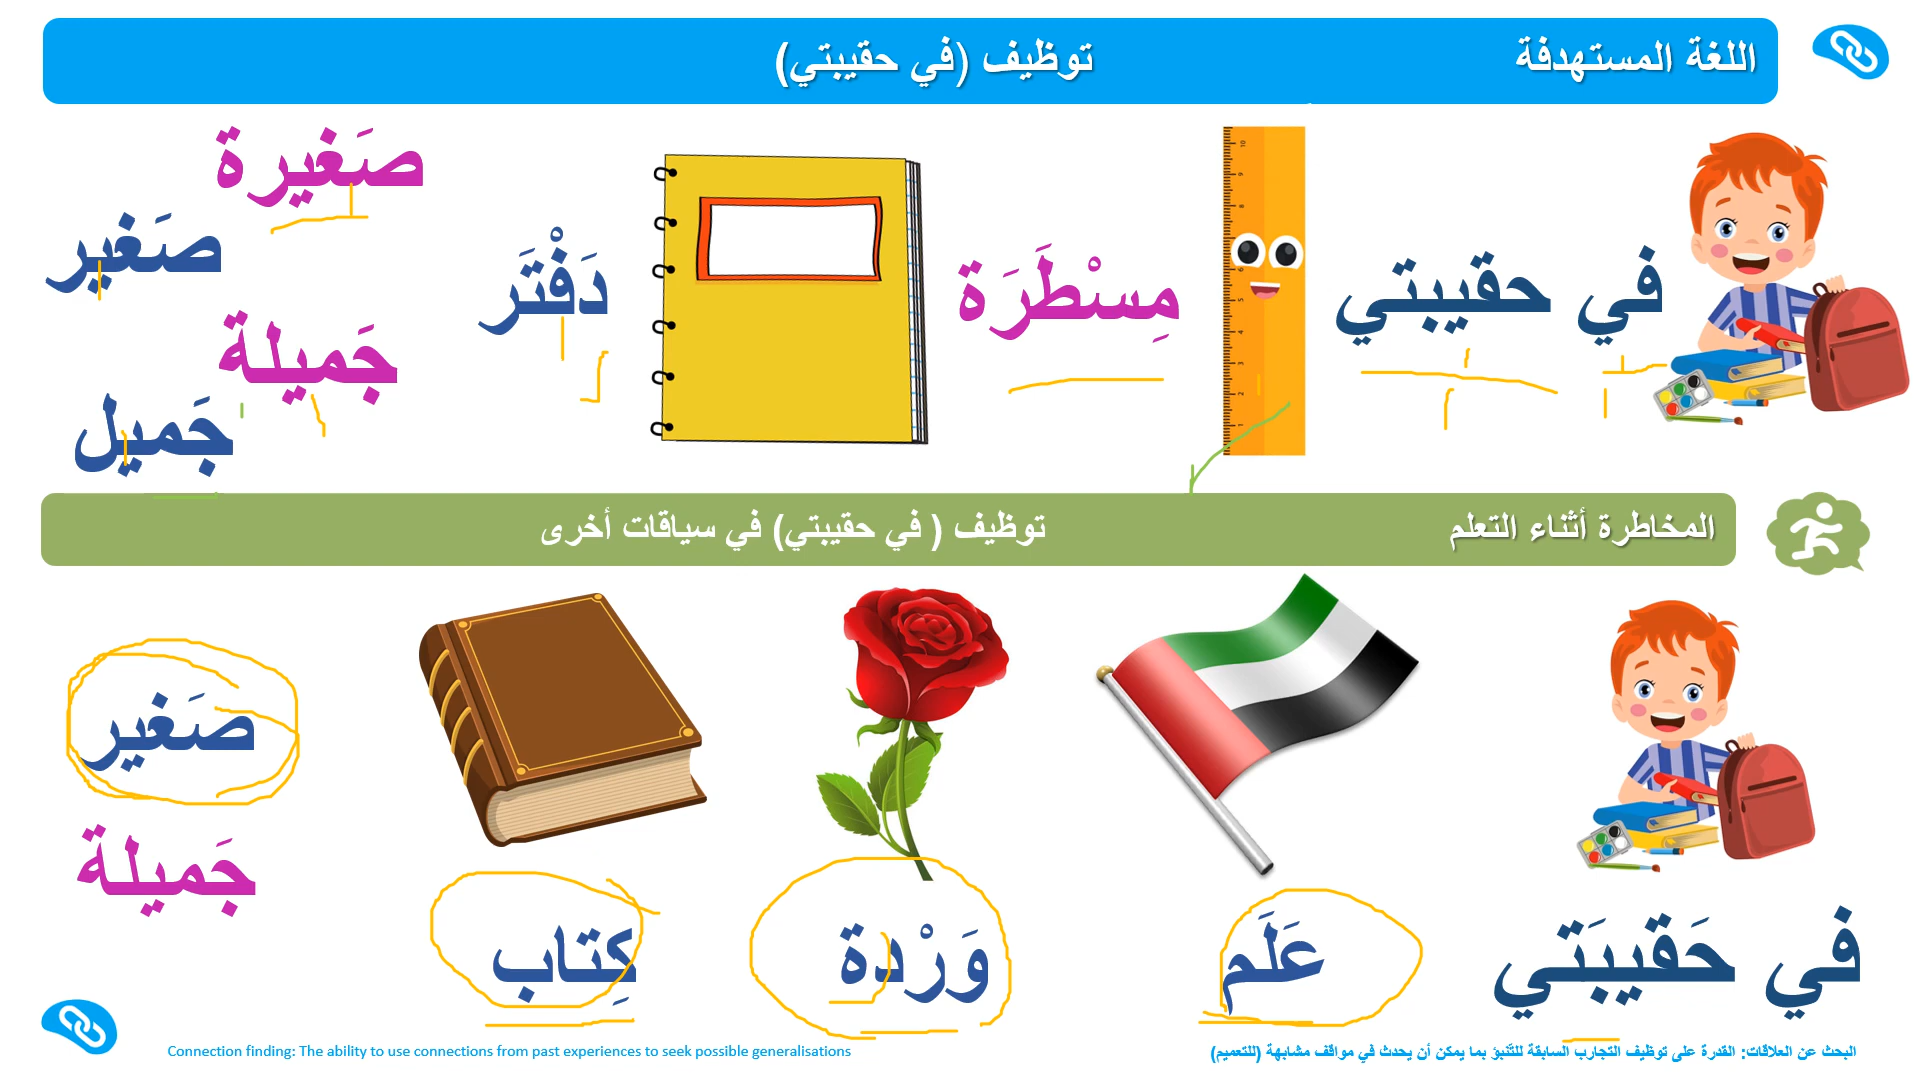 اللغة المستهدفة
توظيف (في حقيبتي)
في حقيبتي
مِسْطَرَة
دَفْتَر
صَغيرة
صَغير
جَميلة
جَميل
المخاطرة أثناء التعلم
توظيف ( في حقيبتي) في سياقات أخرى
في حَقيبَتي
عَلَم
وَرْدة
كِتاب
صَغير
جَميلة
البحث عن العلاقات: القدرة على توظيف التجارب السابقة للتّنبؤ بما يمكن أن يحدث في مواقف مشابهة (للتعميم)
Connection finding: The ability to use connections from past experiences to seek possible generalisations